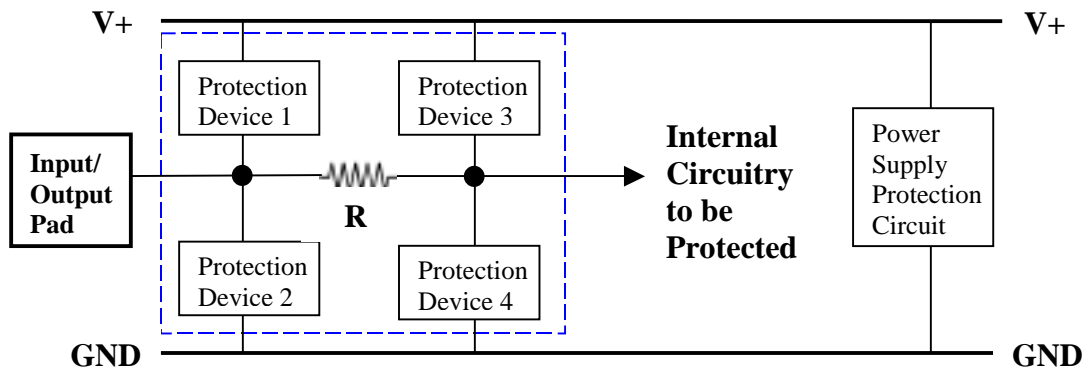 V+
V+
Protection
Device 1
Protection
Device 3
Input/
Output
Pad
R
Internal
Circuitry
to be
Protected
Power
Supply
Protection
Circuit
Protection
Device 2
Protection
Device 4
GND
GND